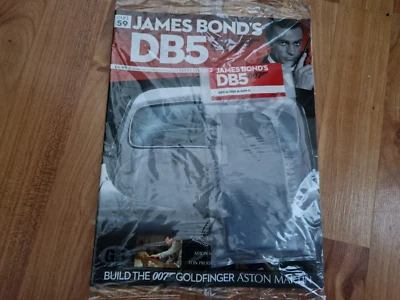 59
JAMES BOND'S
DB5
JAMES BOND'S
DB5
BUILD THE 007 GOLDFINGER ASTON MARTIN